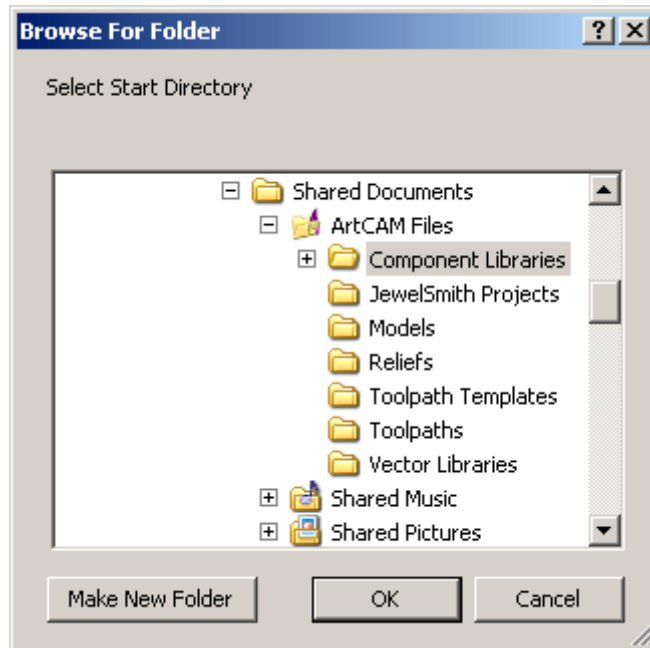 Browse For Folder
Select Start Directory
Shared Documents
ArtCAM Files
Component Libraries
JewelSmith Projects
Models
Reliefs
Toolpath Templates
Toolpaths
Vector Libraries
Shared Music
Shared Pictures
Make New Folder OK Cancel